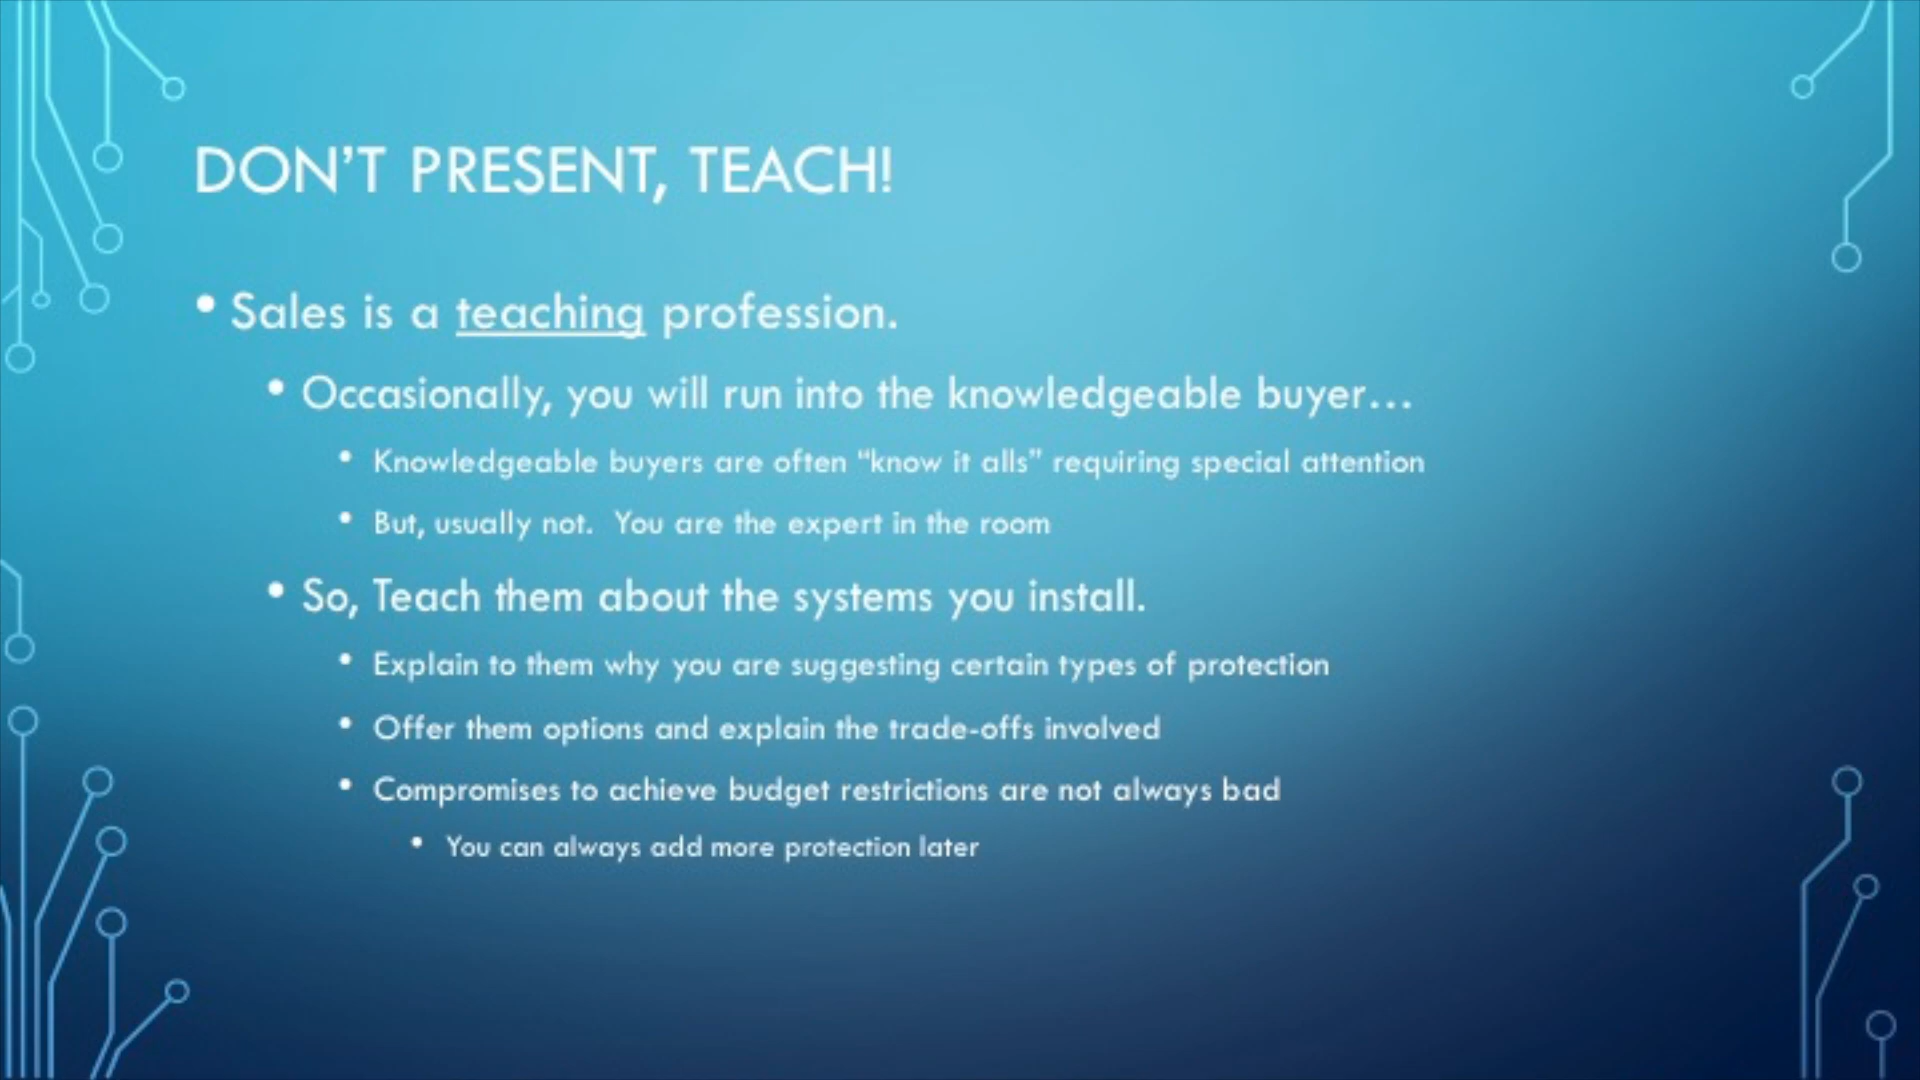 DON'T PRESENT, TEACH!
• Sales is a teaching profession.
• Occasionally, you will run into the knowledgeable buyer…
• Knowledgeable buyers are often “know it alls” requiring special attention
• But, usually not.  You are the expert in the room
• So, Teach them about the systems you install.
• Explain to them why you are suggesting certain types of protection
• Offer them options and explain the trade-offs involved
• Compromises to achieve budget restrictions are not always bad
• You can always add more protection later